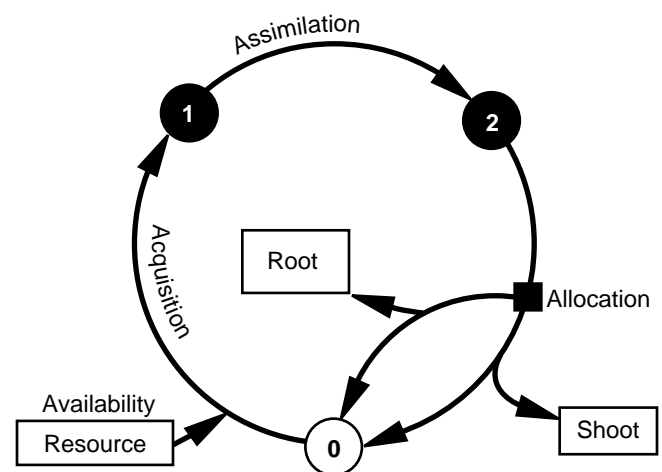 Assimilation
1
2
Acquisition
Root
Allocation
Availability
Resource
0
Shoot